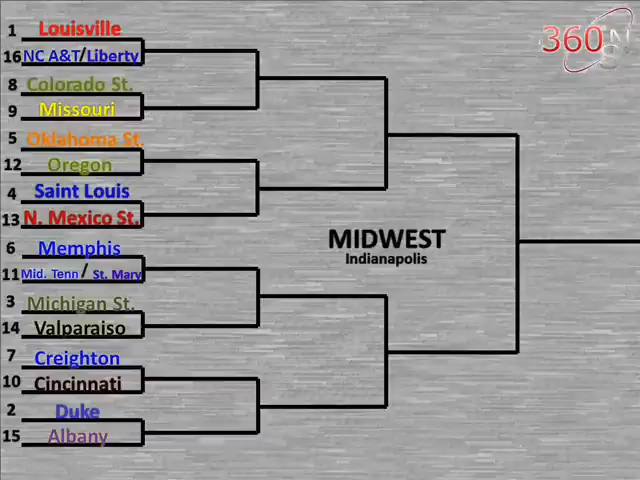 1 Louisville
16 NC A&T/Liberty
8 Colorado St.
9 Missouri
5 Oklahoma St.
12 Oregon
4 Saint Louis
13 N. Mexico St.
6 Memphis
11 Mid. Tenn / St. Mary
3 Michigan St.
14 Valparaiso
7 Creighton
10 Cincinnati
2 Duke
15 Albany
MIDWEST
Indianapolis
360